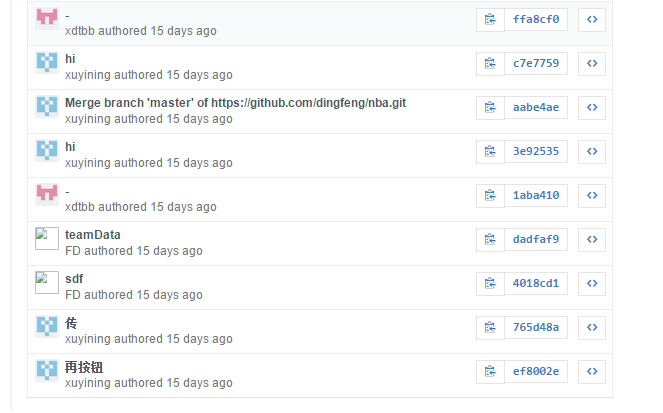 -
xdtbb authored 15 days ago
ffa8cf0
hi
xuyining authored 15 days ago
c7e7759
Merge branch 'master' of https://github.com/dingfeng/nba.git
xuyining authored 15 days ago
aabe4ae
hi
xuyining authored 15 days ago
3e92535
-
xdtbb authored 15 days ago
1aba410
teamData
FD authored 15 days ago
dadfaf9
sdf
FD authored 15 days ago
4018cd1
传
xuyining authored 15 days ago
765d48a
再按钮
xuyining authored 15 days ago
ef8002e